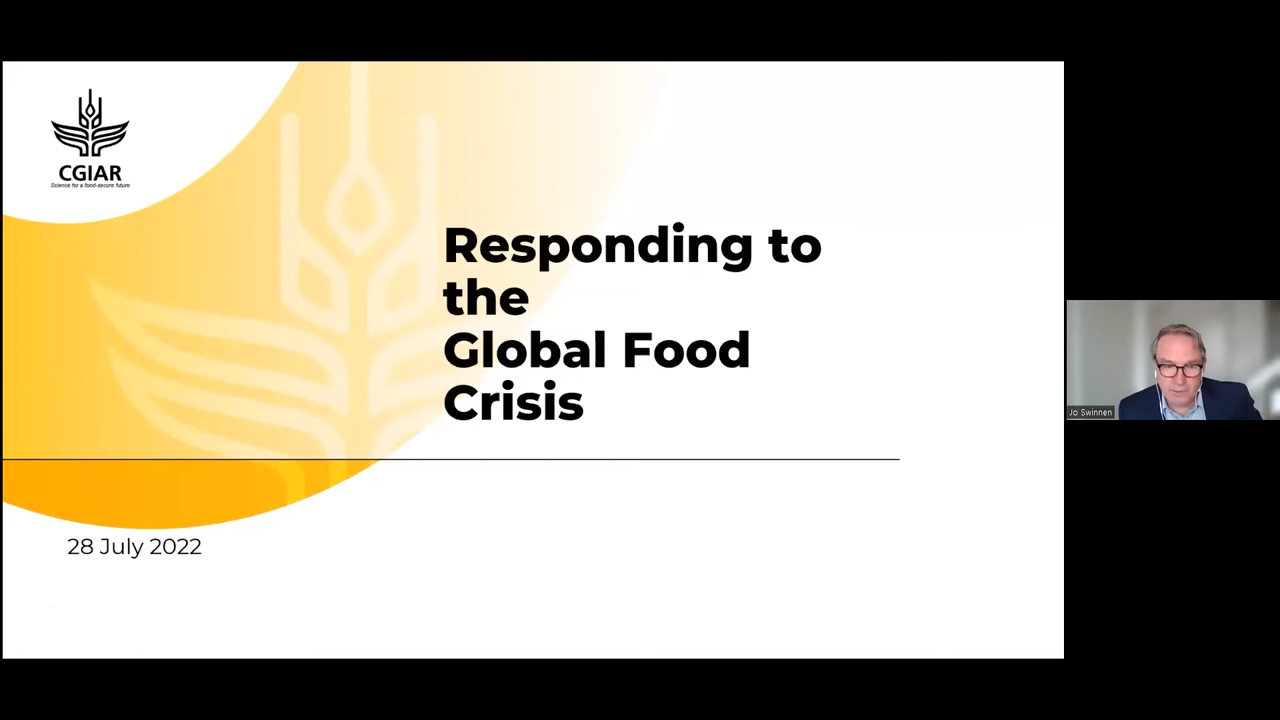 CGIAR
Science for a food-secure future
Responding to
the
Global Food
Crisis
28 July 2022
Jo Swinnen